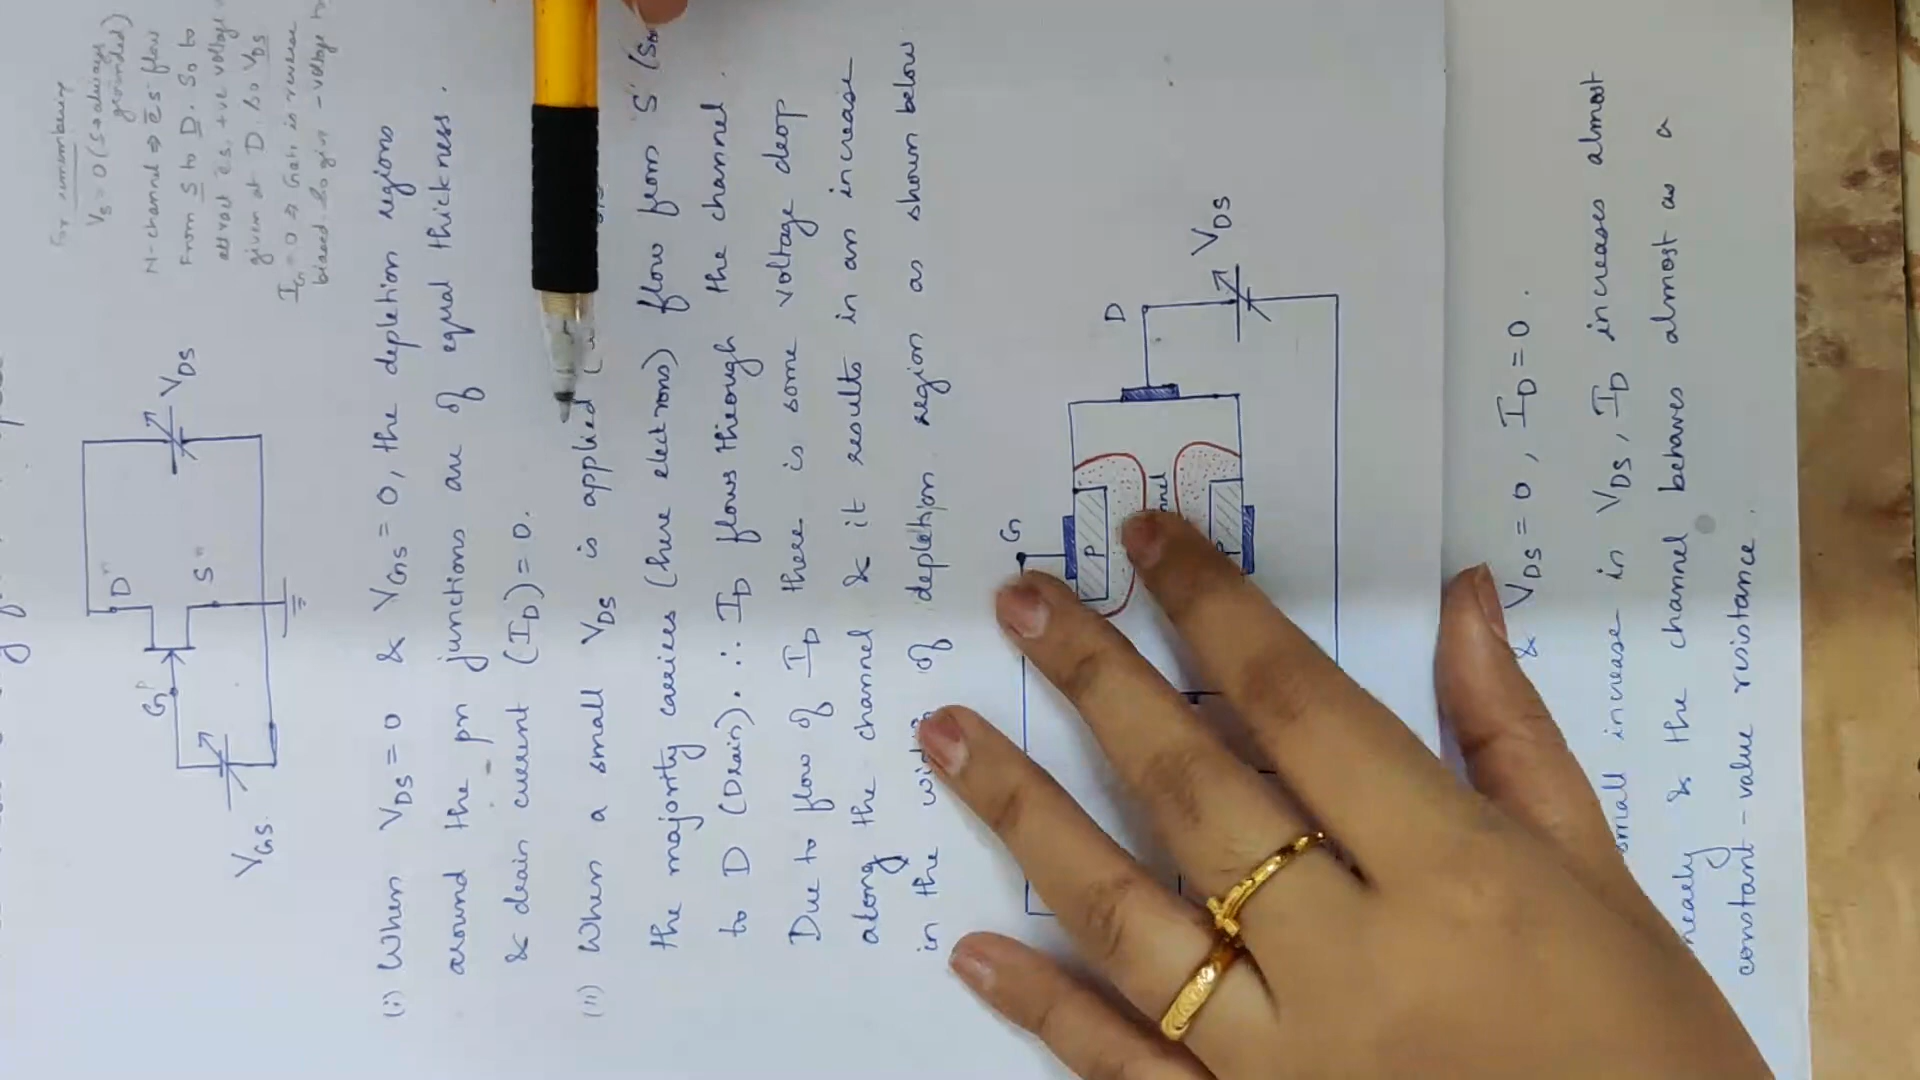 For remembering
VS = 0 (S → always
grounded)
N-channel ⇒ es flow
From S to D. So to
attract es, +ve voltage
given at D. So VDS
IG = 0 ⇒ Gate is reverse
biased. So give - voltage to
VGS.
G
P
D
n
S
n
VDS
(i) When VDS = 0 & VGS = 0, the depletion regions
around the pn junctions are of equal thickness.
& drain current (ID) = 0.
(ii) When a small VDS is applied (
the majority carriers (here electrons) flow from 'S' (So
to D (Drain). ∴ ID flows through the channel.
Due to flow of ID there is some voltage drop
along the channel & it results in an increase
in the of depletion region as shown below
G
P
D
VDS
& VDS = 0, ID = 0.
small increase in VDS, ID increases almost
& the channel behaves almost as a
constant-value resistance.